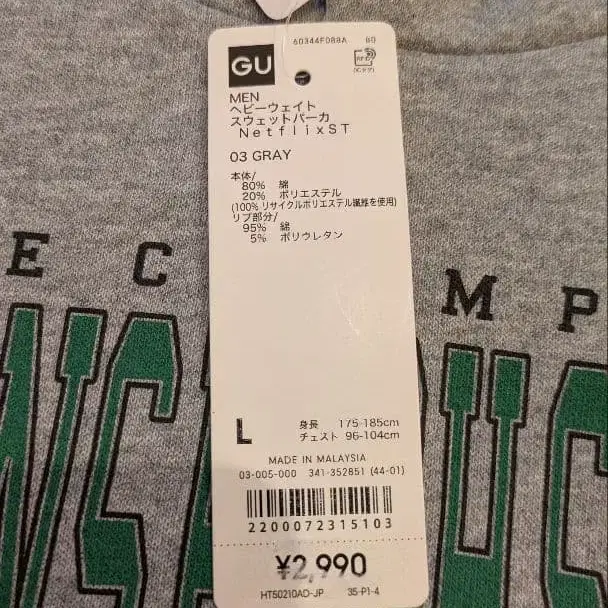 60344F088A 80
GU
RFID
MEN
ヘビーウェイト
スウェットパーカ
NetflixST
03 GRAY
本体/
80% 綿
20% ポリエステル
(100% リサイクルポリエステル繊維を使用)
リブ部分/
95% 綿
5% ポリウレタン
E C
M P
L
身長 175-185cm
チェスト 96-104cm
MADE IN MALAYSIA
03-005-000 341-352851 (44-01)
2200072315103
¥2,990
HT50210AD-JP 35-P1-4